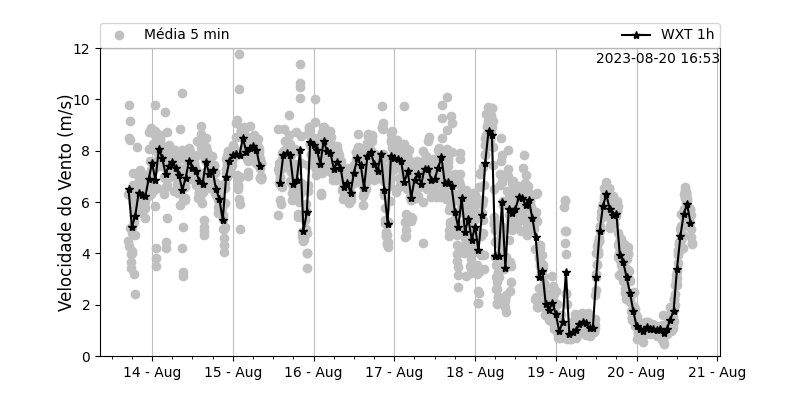 Média 5 min
WXT 1h
2023-08-20 16:53
Velocidade do Vento (m/s)
12
10
8
6
4
2
0
14 - Aug
15 - Aug
16 - Aug
17 - Aug
18 - Aug
19 - Aug
20 - Aug
21 - Aug